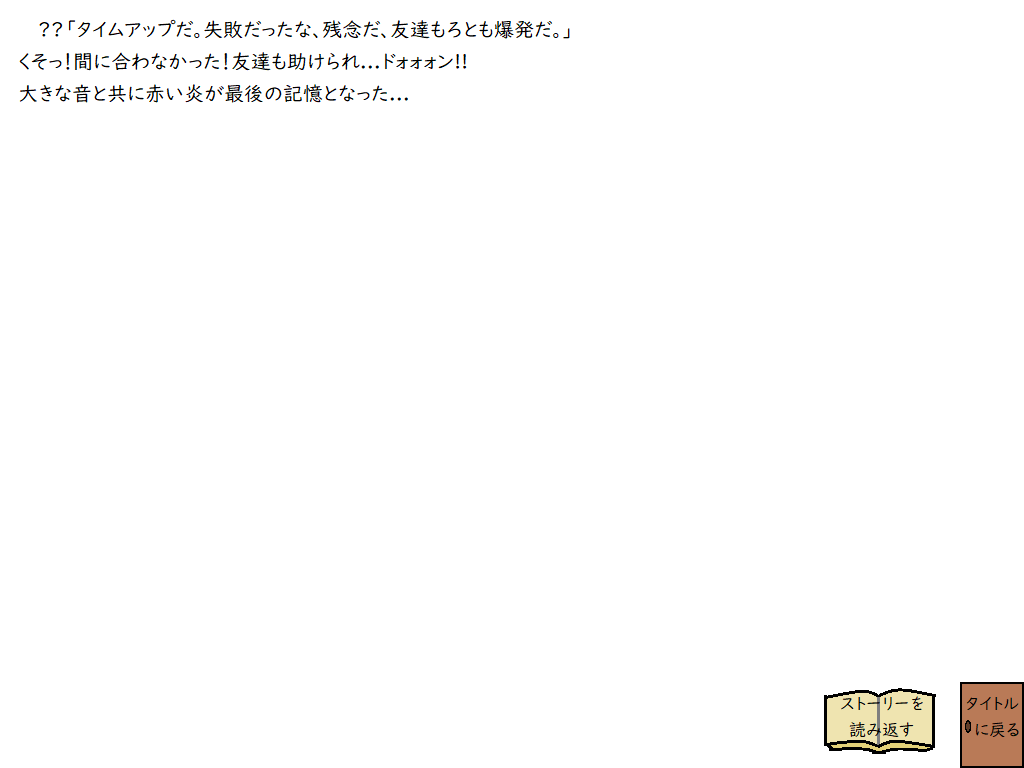 ??「タイムアップだ。失敗だったな、残念だ、友達もろとも爆発だ。」
くそっ！間に合わなかった！友達も助けられ...ドォォォン!!
大きな音と共に赤い炎が最後の記憶となった...
ストーリーを
読み返す
タイトル
に戻る